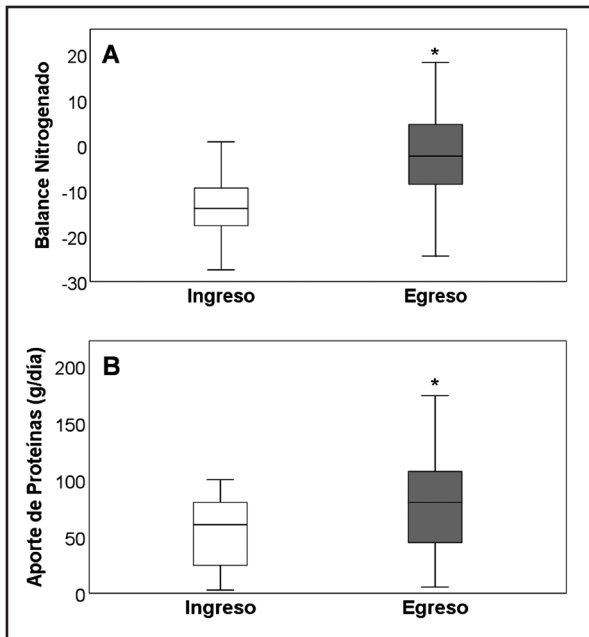 A
*
20
10
0
-10
-20
-30
Balance Nitrogenado
Ingreso Egreso
B
*
200
150
100
50
0
Aporte de Proteínas (g/día)
Ingreso Egreso